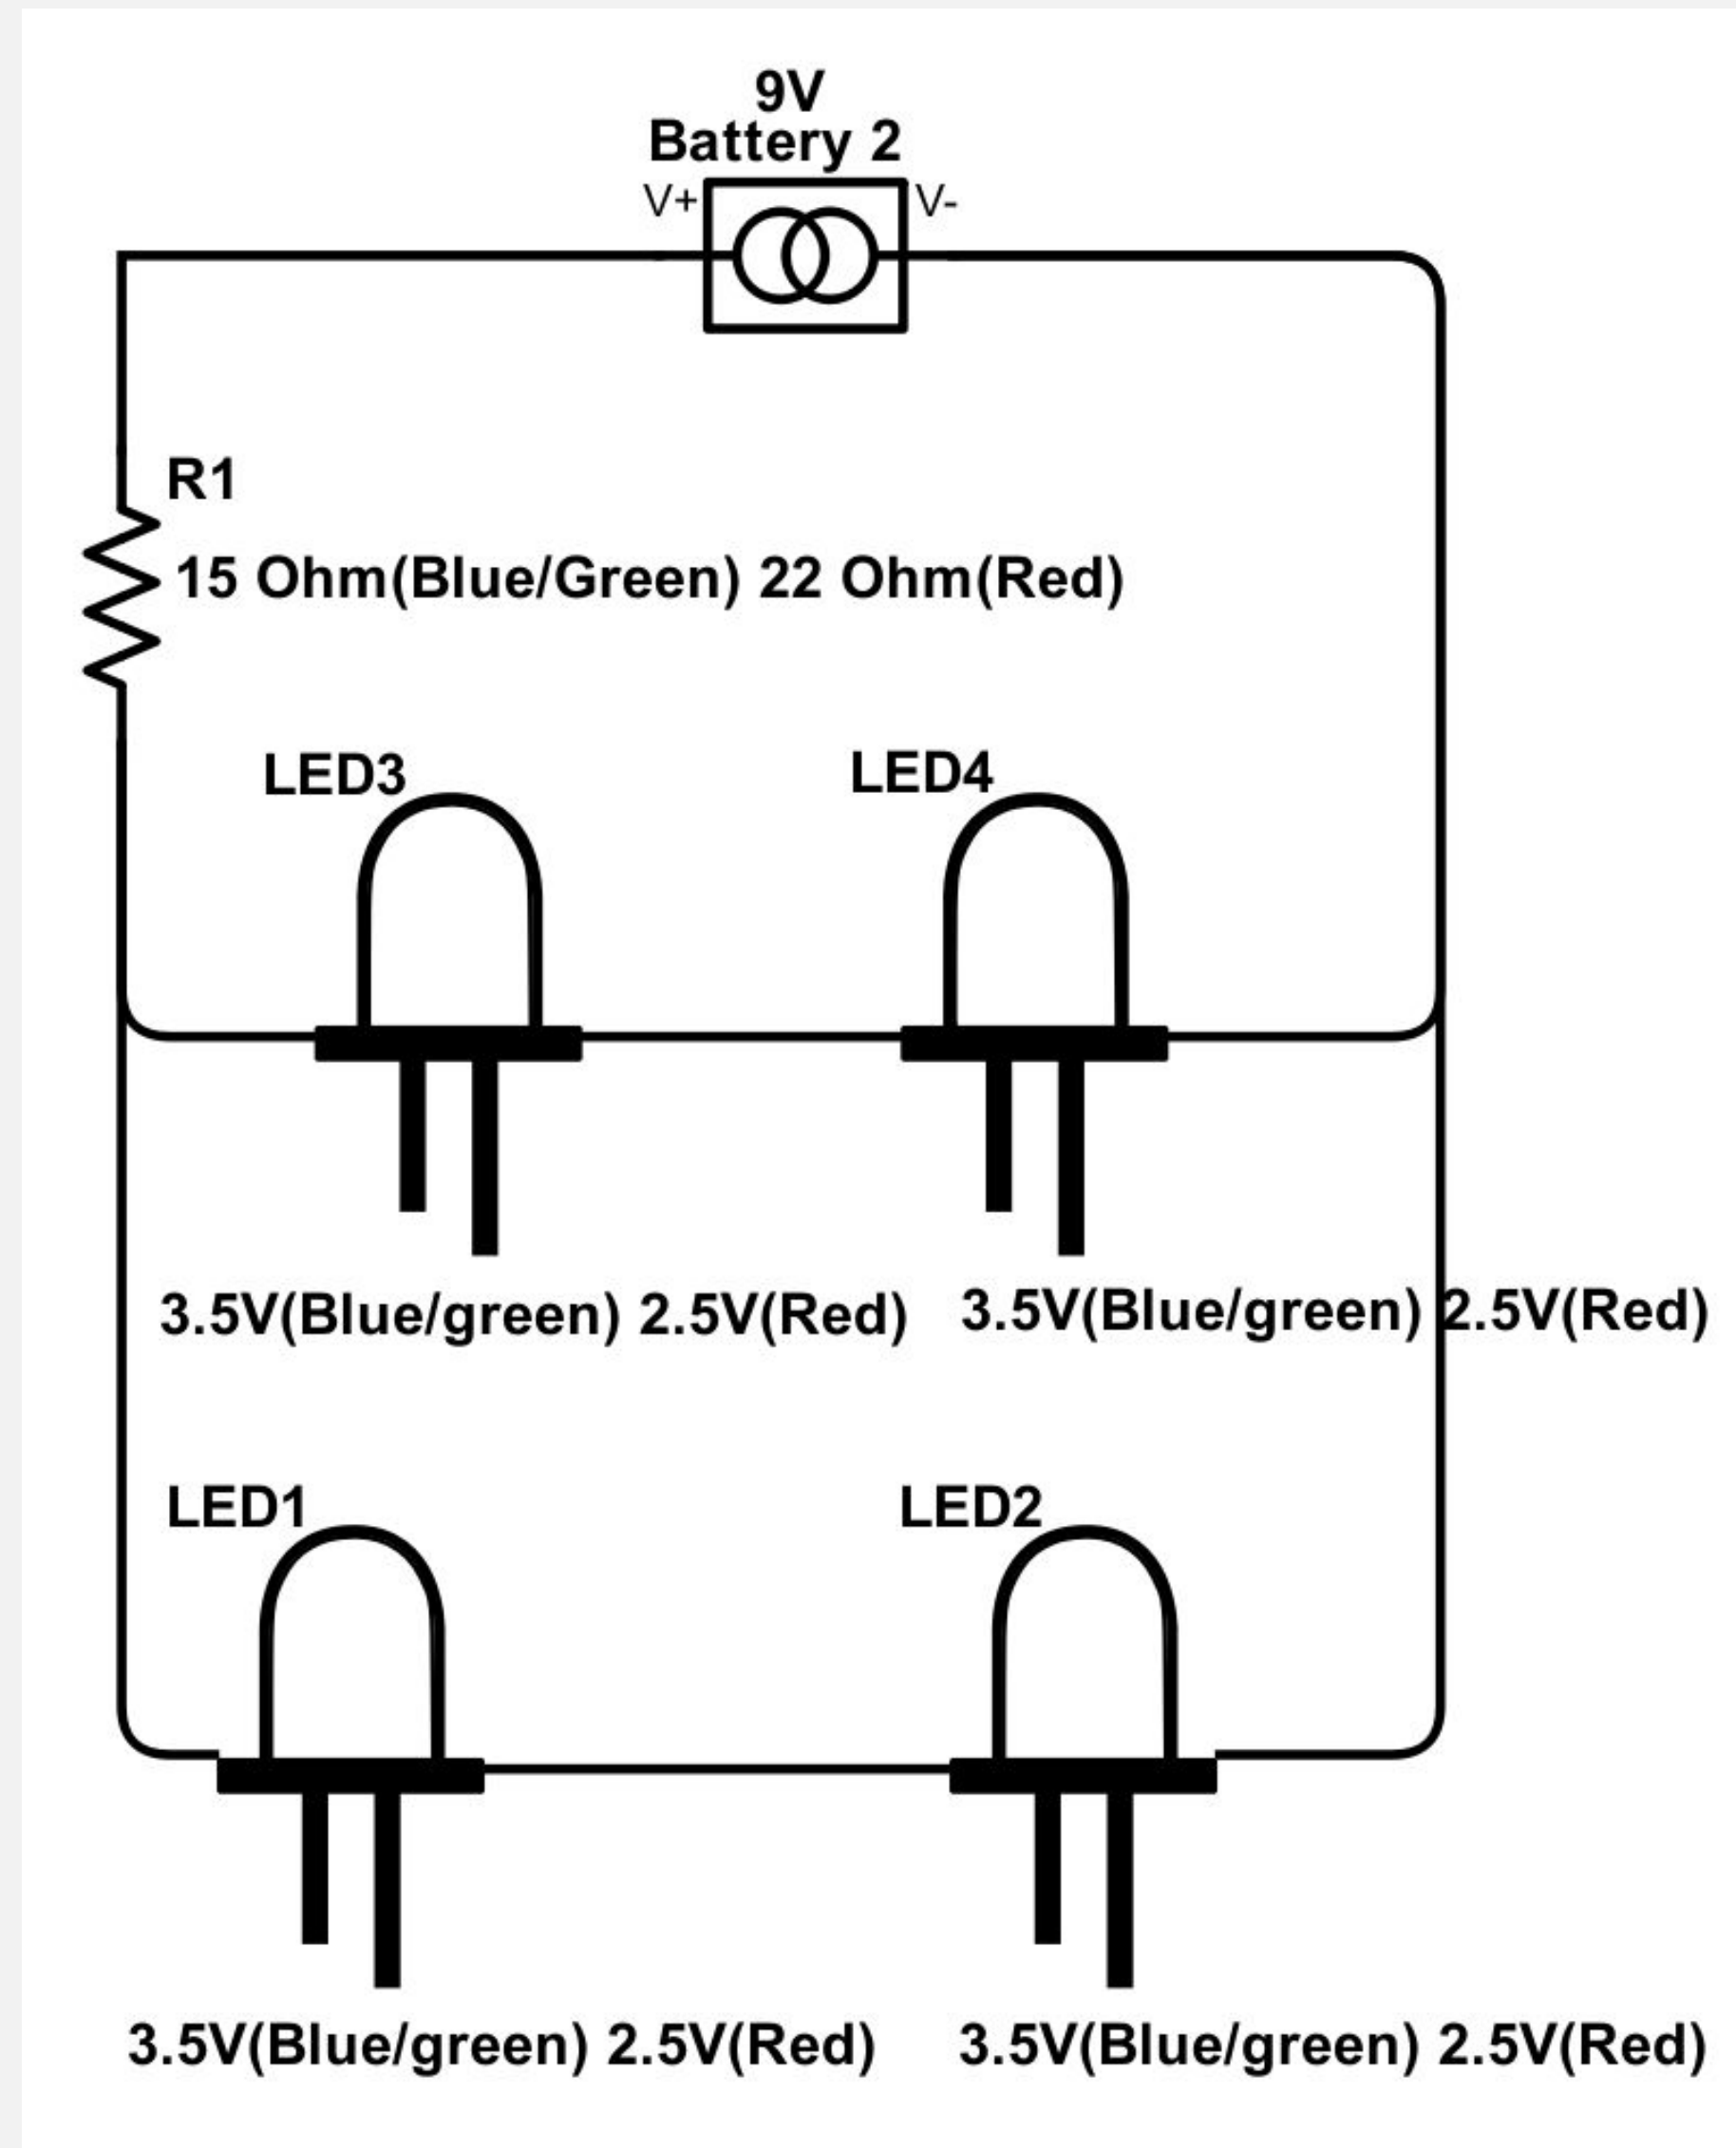 9V
Battery 2
V+ V-
R1
15 Ohm(Blue/Green) 22 Ohm(Red)
LED3 LED4
3.5V(Blue/green) 2.5V(Red) 3.5V(Blue/green) 2.5V(Red)
LED1 LED2
3.5V(Blue/green) 2.5V(Red) 3.5V(Blue/green) 2.5V(Red)